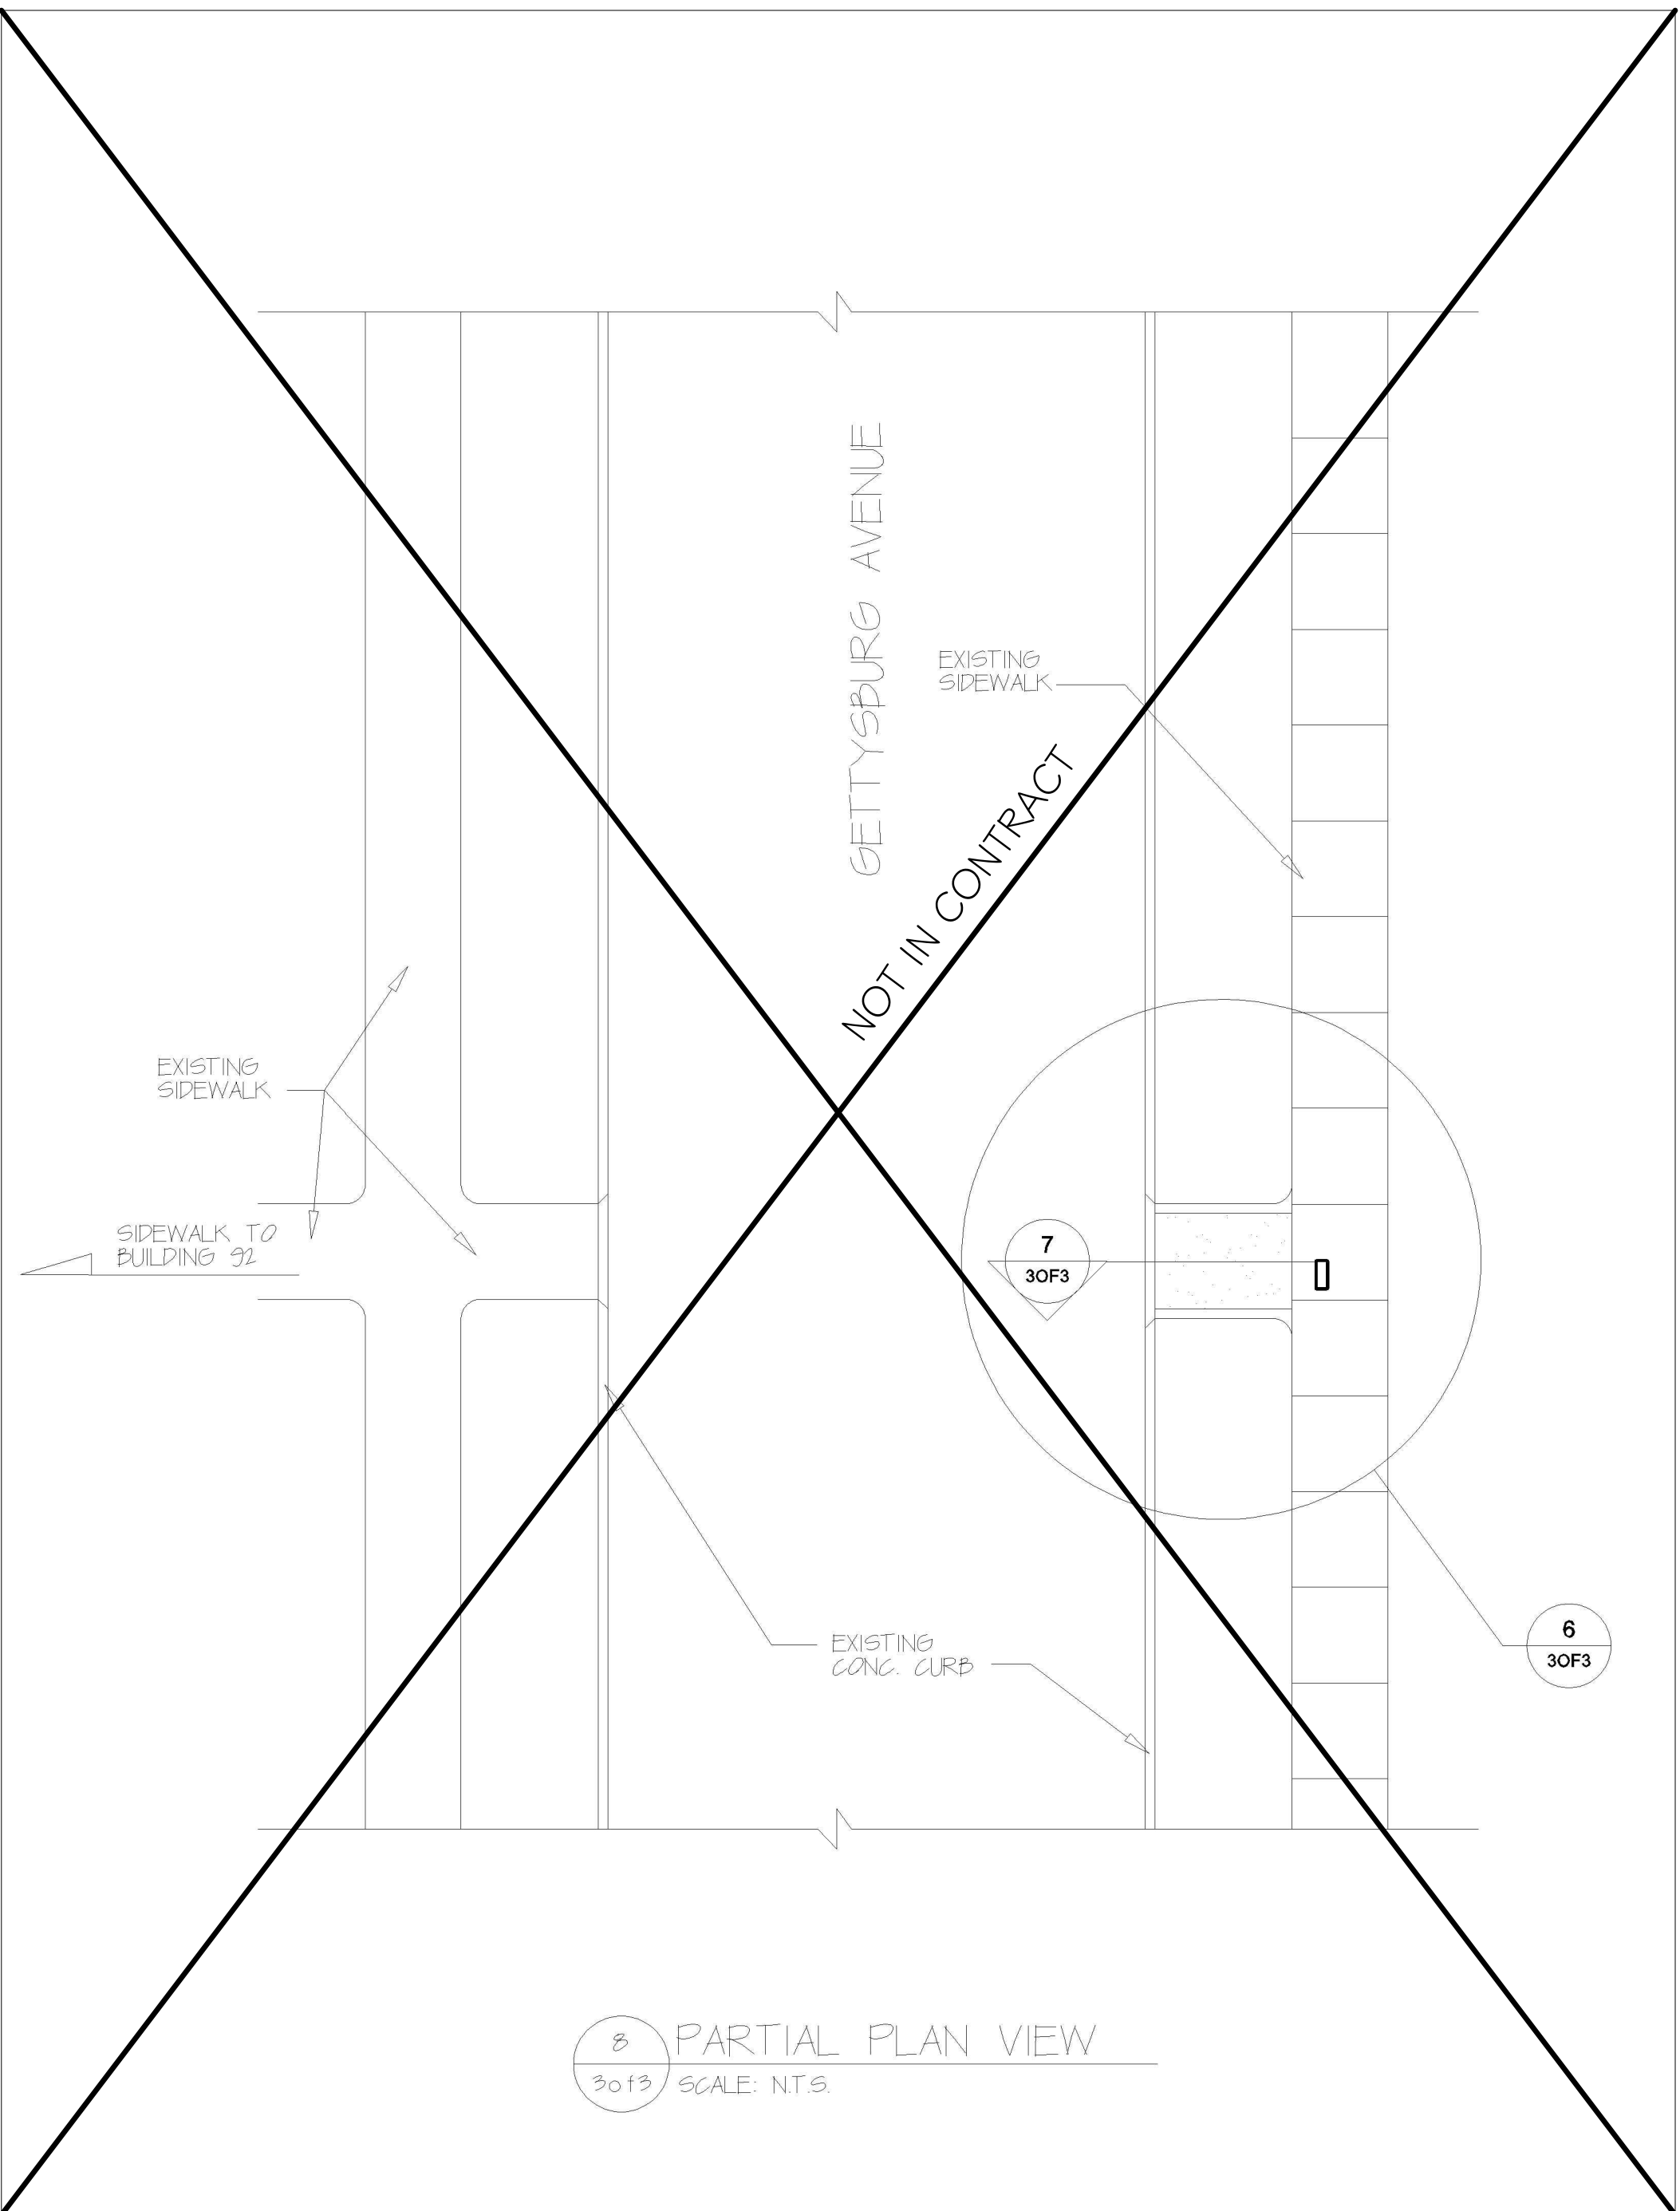 GETTYSBURG AVENUE
EXISTING
SIDEWALK
NOT IN CONTRACT
EXISTING
SIDEWALK
SIDEWALK TO
BUILDING 92
7
3OF3
EXISTING
CONC. CURB
6
3OF3
8
3of3
PARTIAL PLAN VIEW
SCALE: N.T.S.